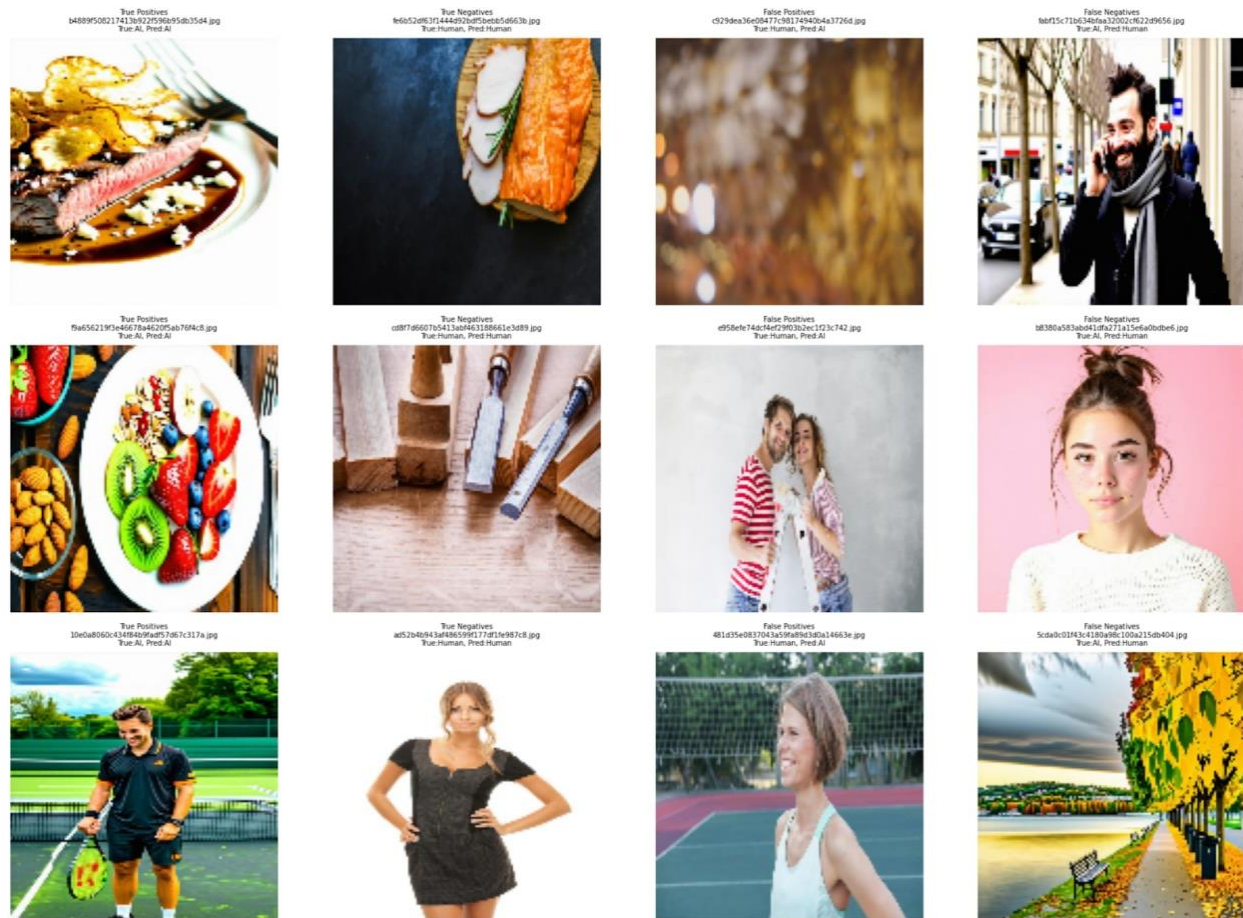 True Positives
b4889f508217413b922f596b95db35d4.jpg
True:AI, Pred:AI
True Negatives
fe6b52df63f1444d92bdf5bebb5d663b.jpg
True:Human, Pred:Human
False Positives
c929dea36e08477c98174940b4a3726d.jpg
True:Human, Pred:AI
False Negatives
fabf15c71b634bfaa32002cf622d9656.jpg
True:AI, Pred:Human
True Positives
f9a656219f3e46678a4620f5ab76f4c8.jpg
True:AI, Pred:AI
True Negatives
cd8f7d6607b5413abf463188661e3d89.jpg
True:Human, Pred:Human
False Positives
e958efe74dcf4ef29f03b2ec1f23c742.jpg
True:Human, Pred:AI
False Negatives
b8380a583abd41dfa271a15e6a0bdbe6.jpg
True:AI, Pred:Human
True Positives
10e0a8060c434f84b9fadf57d67c317a.jpg
True:AI, Pred:AI
True Negatives
ad52b4b943af486599f177df1fe987c8.jpg
True:Human, Pred:Human
False Positives
481d35e0837043a59fa89d3d0a14663e.jpg
True:Human, Pred:AI
False Negatives
5cda0c01f43c4180a98c100a215db404.jpg
True:AI, Pred:Human